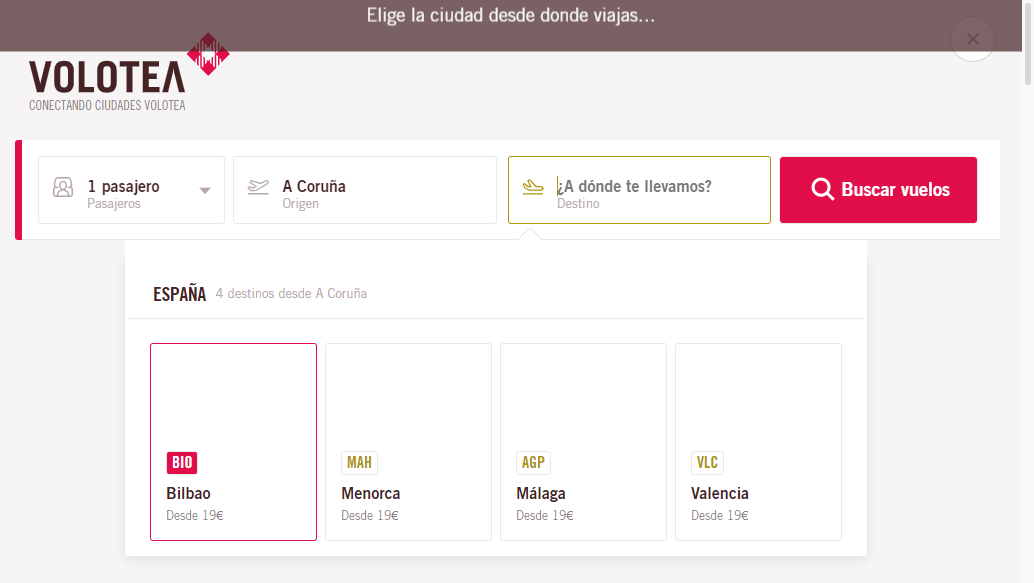 Elige la ciudad desde donde viajas...
VOLOTEA
CONECTANDO CIUDADES VOLOTEA
1 pasajero
Pasajeros
A Coruña
Origen
¿A dónde te llevamos?
Destino
Buscar vuelos
ESPAÑA 4 destinos desde A Coruña
BIO
Bilbao
Desde 19€
MAH
Menorca
Desde 19€
AGP
Málaga
Desde 19€
VLC
Valencia
Desde 19€